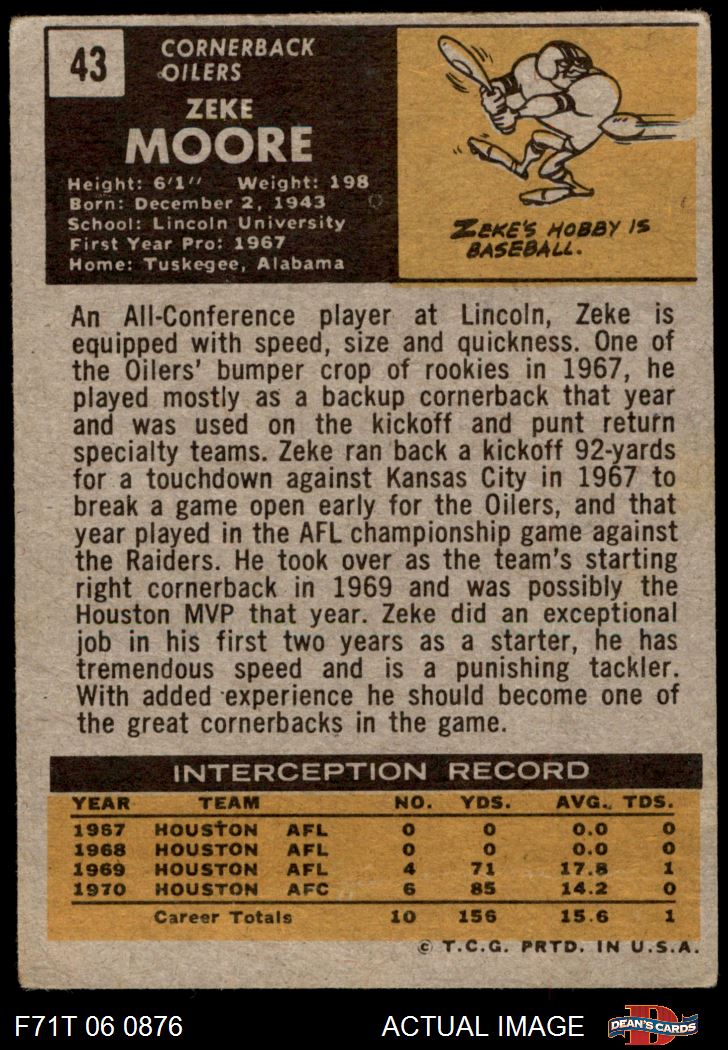 43
CORNERBACK
OILERS
ZEKE
MOORE
Height: 6'1" Weight: 198
Born: December 2, 1943
School: Lincoln University
First Year Pro: 1967
Home: Tuskegee, Alabama
ZEKE'S HOBBY IS
BASEBALL.
An All-Conference player at Lincoln, Zeke is
equipped with speed, size and quickness. One of
the Oilers' bumper crop of rookies in 1967, he
played mostly as a backup cornerback that year
and was used on the kickoff and punt return
specialty teams. Zeke ran back a kickoff 92-yards
for a touchdown against Kansas City in 1967 to
break a game open early for the Oilers, and that
year played in the AFL championship game against
the Raiders. He took over as the team's starting
right cornerback in 1969 and was possibly the
Houston MVP that year. Zeke did an exceptional
job in his first two years as a starter, he has
tremendous speed and is a punishing tackler.
With added experience he should become one of
the great cornerbacks in the game.
INTERCEPTION RECORD
YEAR TEAM NO. YDS. AVG. TDS.
1967 HOUSTON AFL 0 0 0.0 0
1968 HOUSTON AFL 0 0 0.0 0
1969 HOUSTON AFL 4 71 17.8 1
1970 HOUSTON AFC 6 85 14.2 0
Career Totals 10 156 15.6 1
© T.C.G. PRTD. IN U.S.A.
F71T 06 0876 ACTUAL IMAGE
D
DEAN'S CARDS